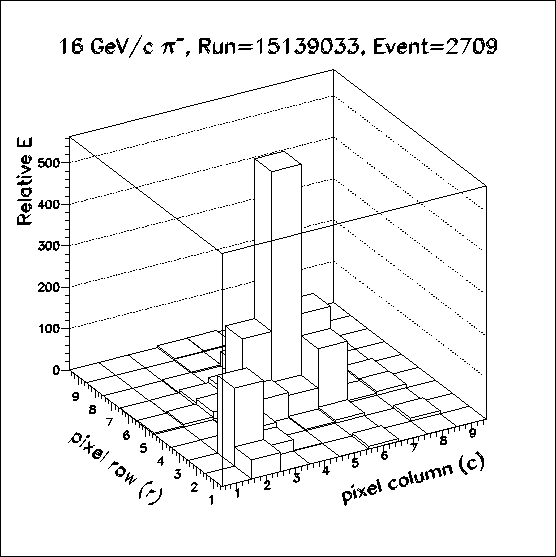 16 GeV/c π⁻, Run=15139033, Event=2709
Relative E
500
400
300
200
100
0
9 8 7 6 5 4 3 2 1
pixel row (r)
1 2 3 4 5 6 7 8 9
pixel column (c)